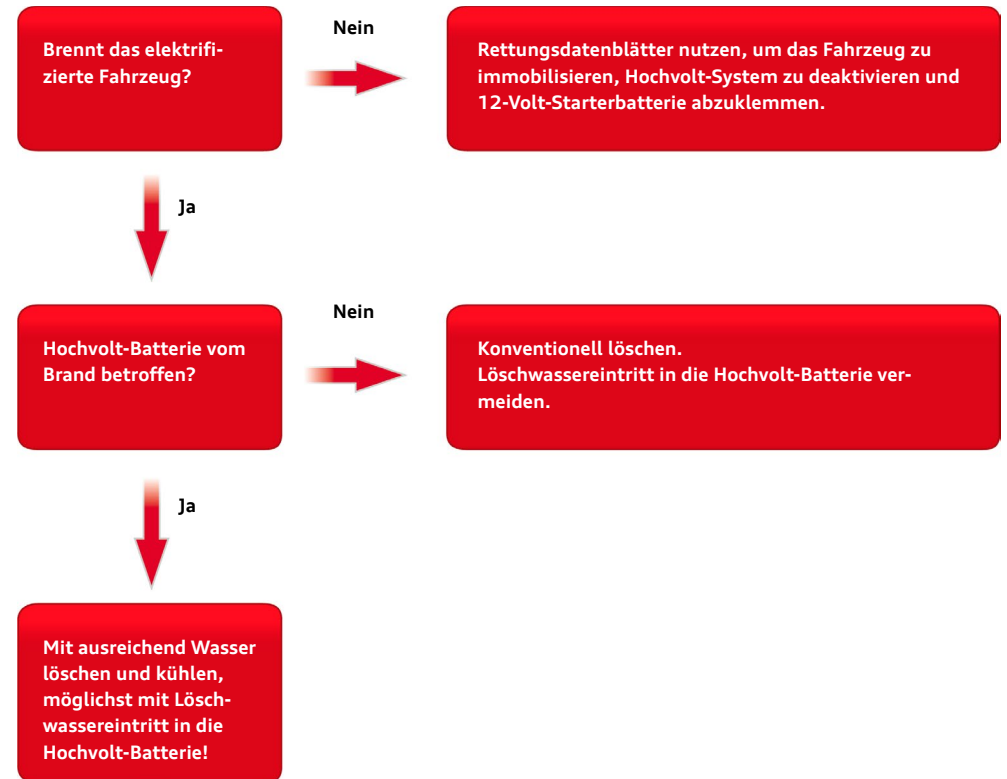 Brennt das elektrifi-
zierte Fahrzeug?
Nein
Rettungsdatenblätter nutzen, um das Fahrzeug zu
immobilisieren, Hochvolt-System zu deaktivieren und
12-Volt-Starterbatterie abzuklemmen.
Ja
Hochvolt-Batterie vom
Brand betroffen?
Nein
Konventionell löschen.
Löschwassereintritt in die Hochvolt-Batterie ver-
meiden.
Ja
Mit ausreichend Wasser
löschen und kühlen,
möglichst mit Lösch-
wassereintritt in die
Hochvolt-Batterie!